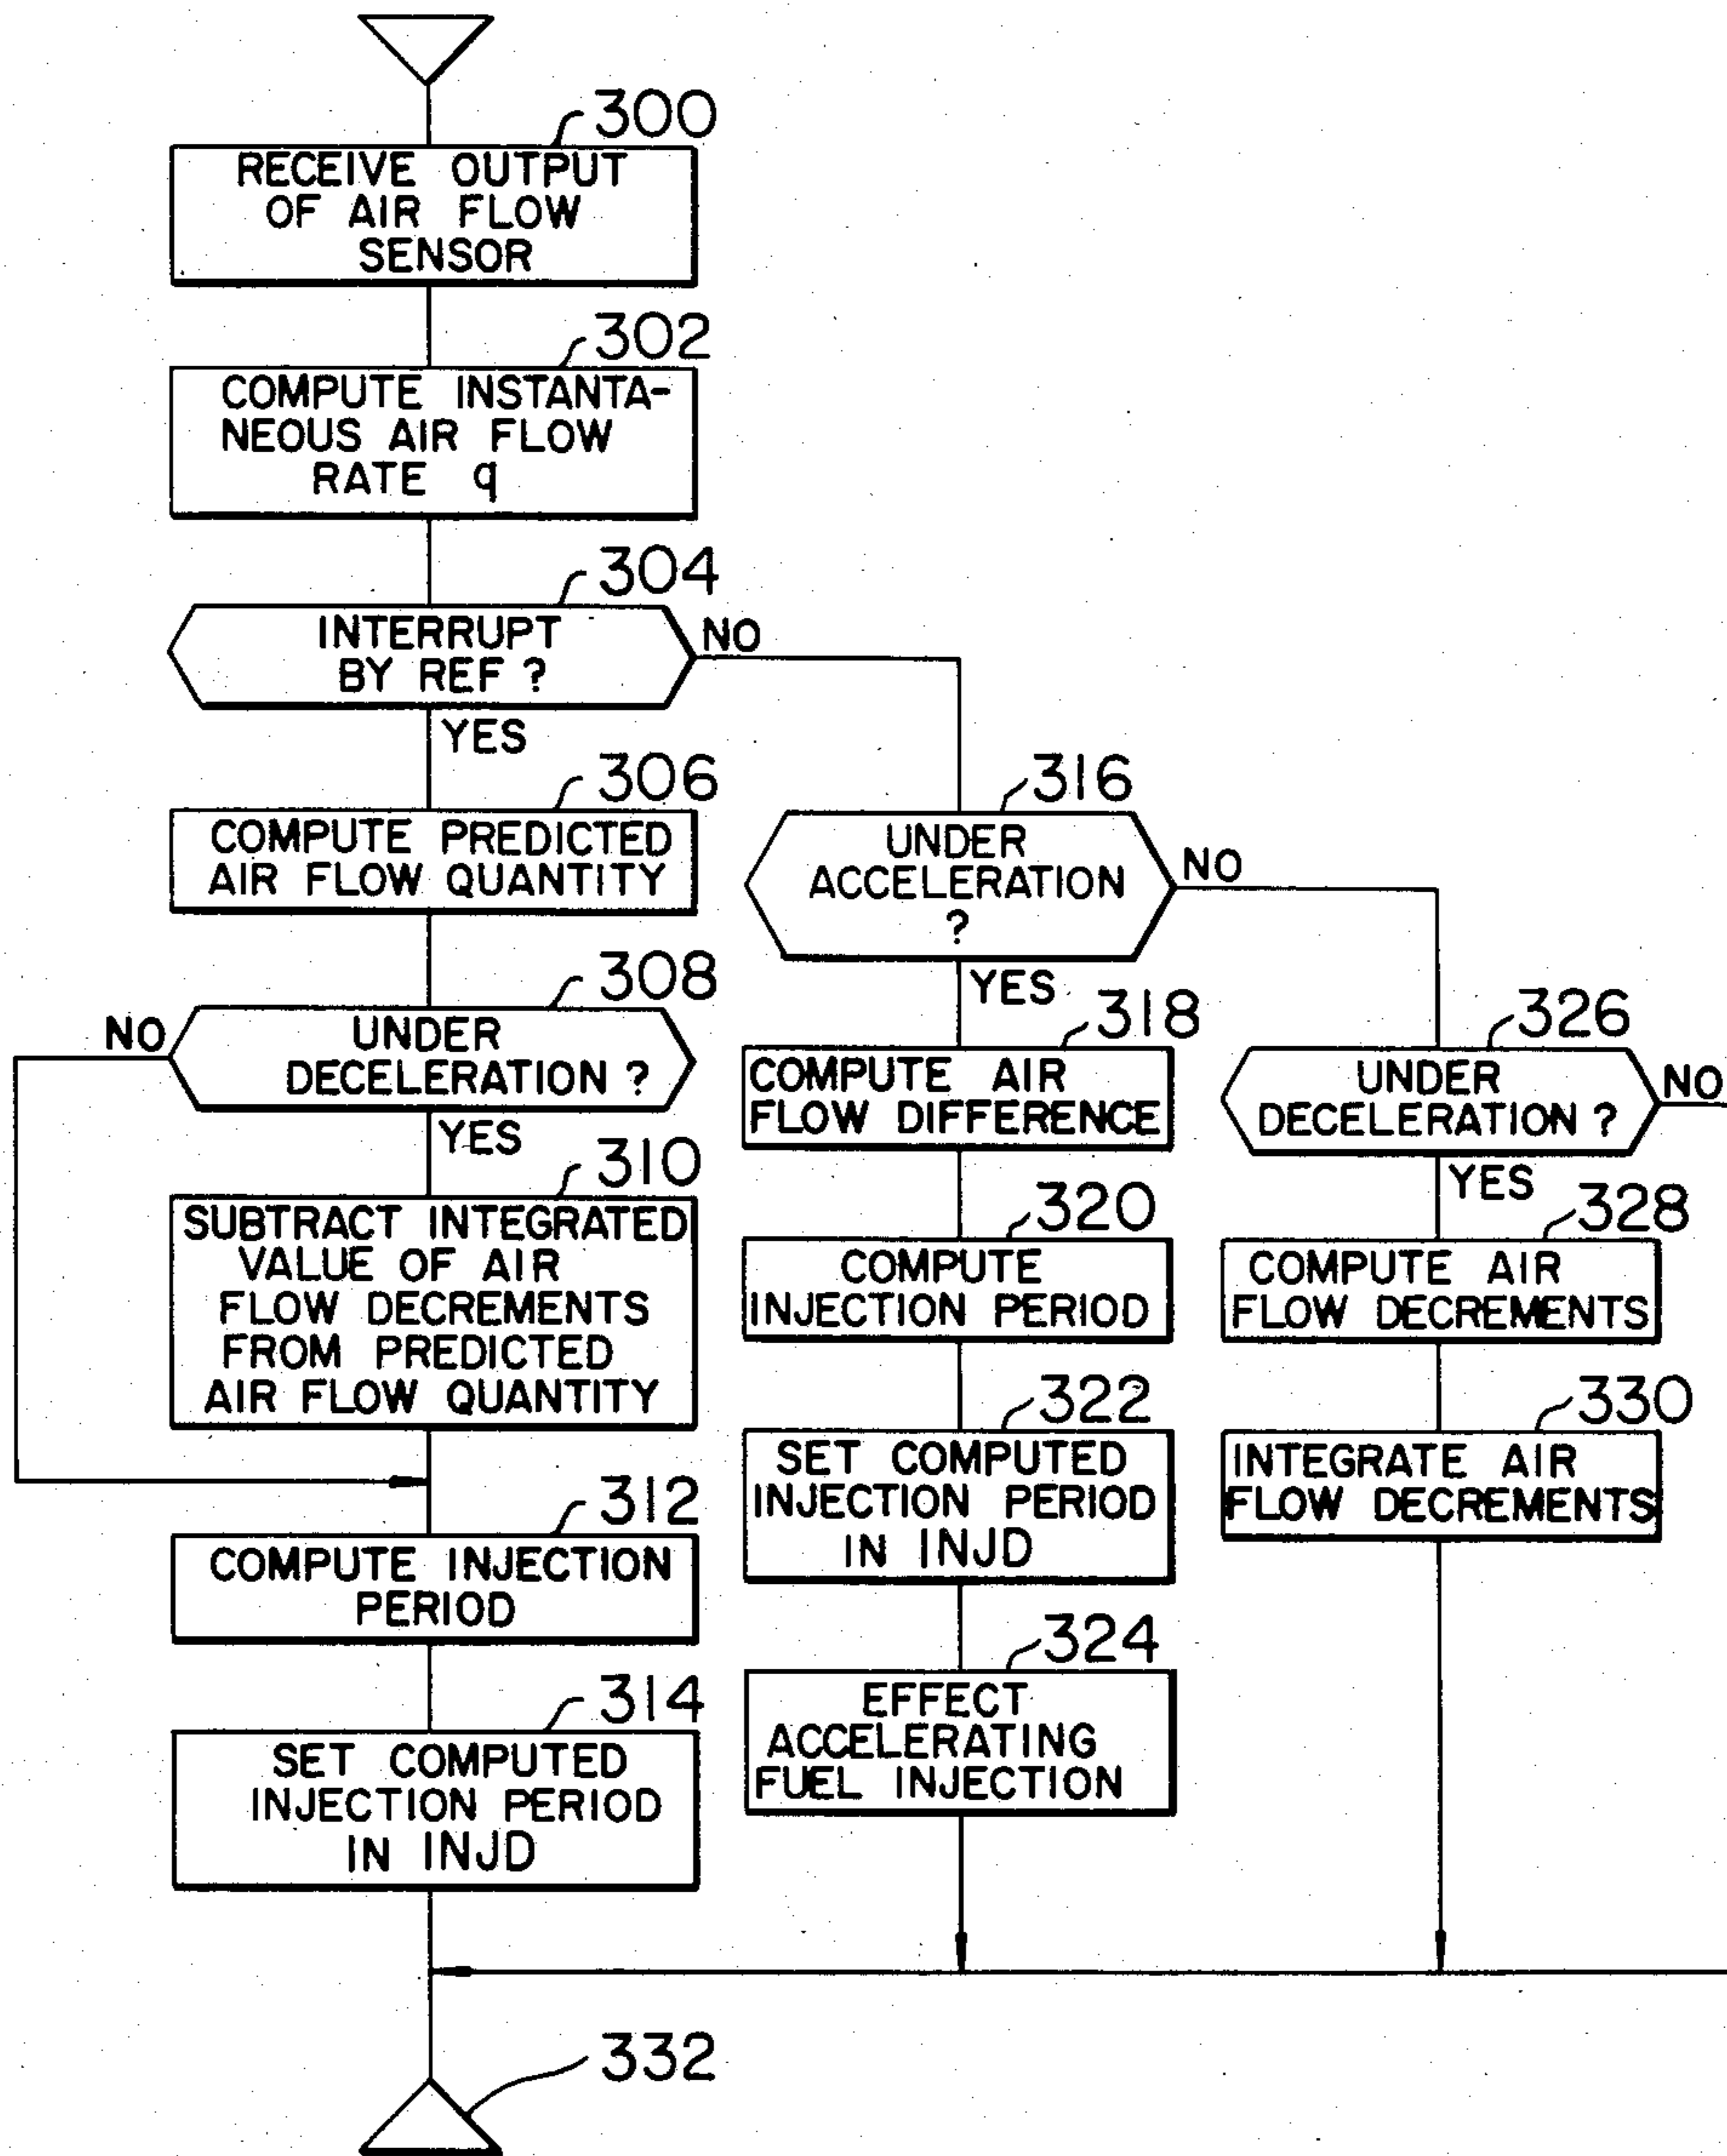 300
RECEIVE OUTPUT
OF AIR FLOW
SENSOR
302
COMPUTE INSTANTA-
NEOUS AIR FLOW
RATE q
304
INTERRUPT
BY REF ?
NO
YES
306
COMPUTE PREDICTED
AIR FLOW QUANTITY
308
UNDER
DECELERATION ?
NO
YES
310
SUBTRACT INTEGRATED
VALUE OF AIR
FLOW DECREMENTS
FROM PREDICTED
AIR FLOW QUANTITY
312
COMPUTE INJECTION
PERIOD
314
SET COMPUTED
INJECTION PERIOD
IN INJD
316
UNDER
ACCELERATION
?
NO
YES
318
COMPUTE AIR
FLOW DIFFERENCE
320
COMPUTE
INJECTION PERIOD
322
SET COMPUTED
INJECTION PERIOD
IN INJD
324
EFFECT
ACCELERATING
FUEL INJECTION
326
UNDER
DECELERATION ?
NO
YES
328
COMPUTE AIR
FLOW DECREMENTS
330
INTEGRATE AIR
FLOW DECREMENTS
332